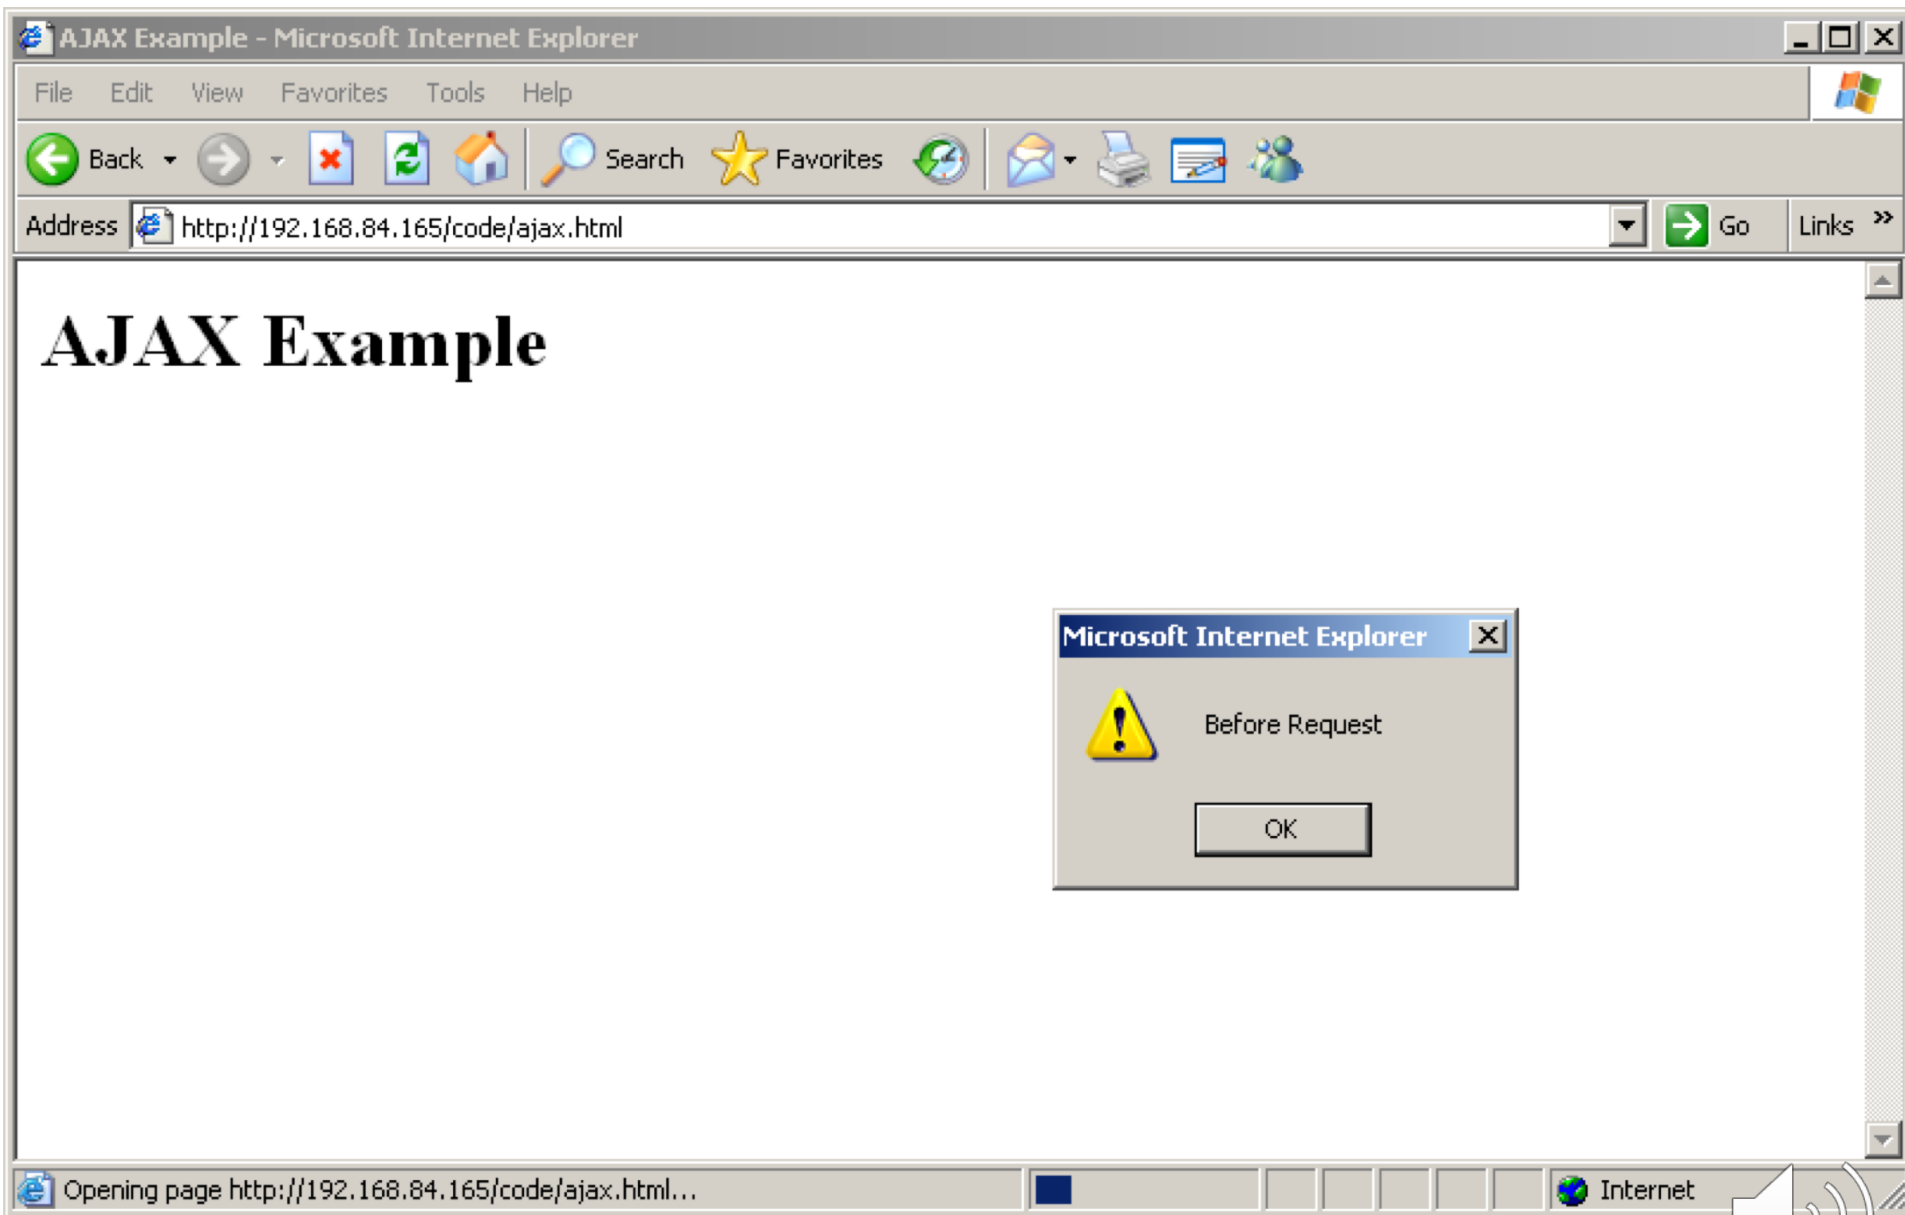 AJAX Example - Microsoft Internet Explorer
File Edit View Favorites Tools Help
Back Search Favorites
Address http://192.168.84.165/code/ajax.html Go Links »
AJAX Example
Microsoft Internet Explorer
Before Request
OK
Opening page http://192.168.84.165/code/ajax.html... Internet